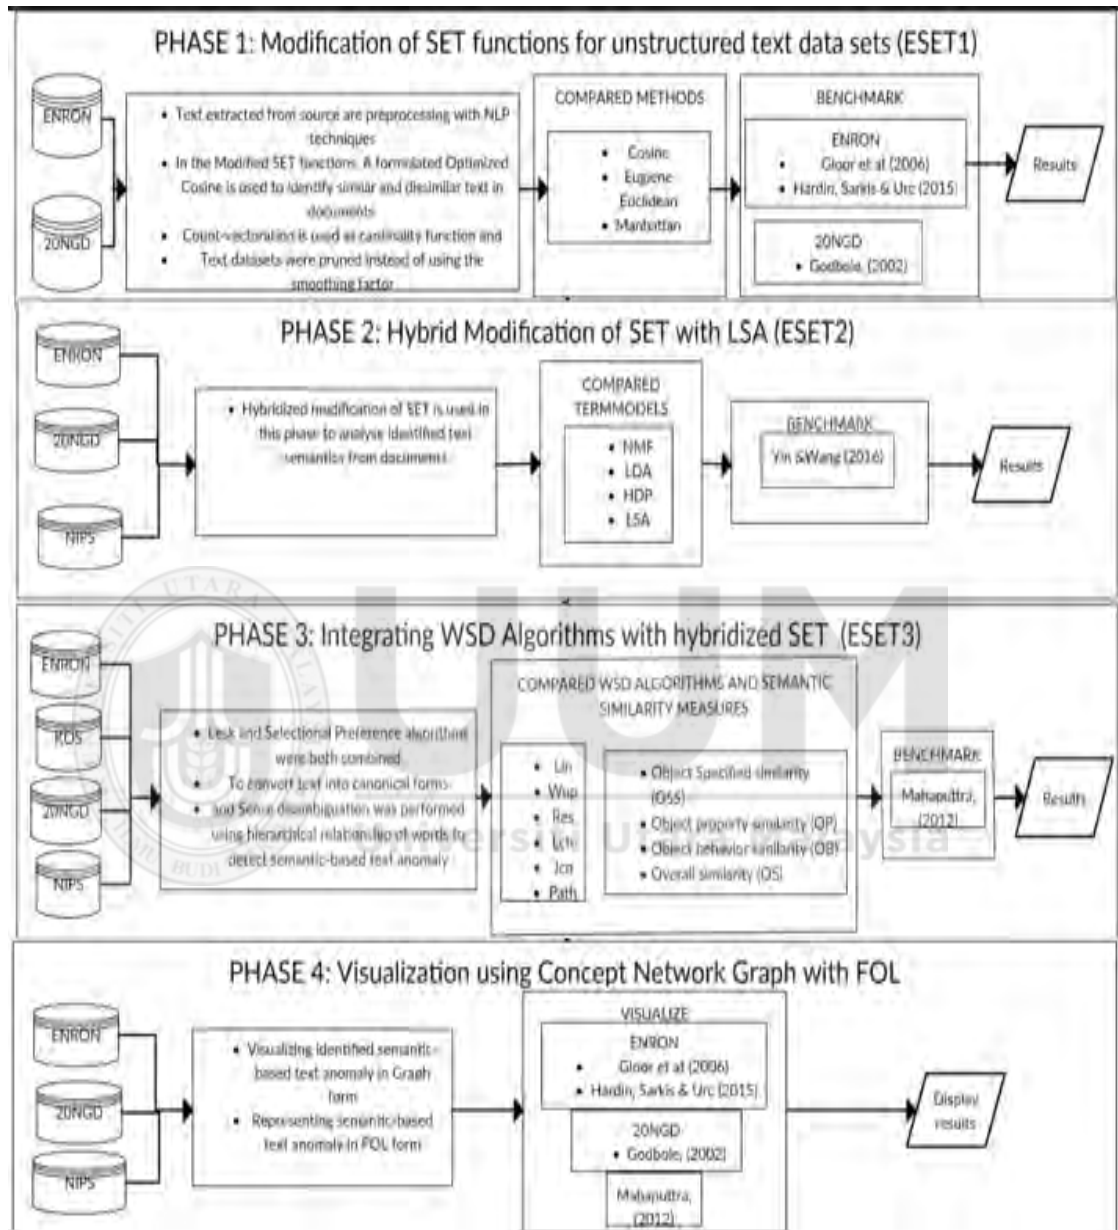 PHASE 1: Modification of SET functions for unstructured text data sets (ESET1)
ENRON
20NGD
• Text extracted from source are preprocessing with NLP
techniques
• In the Modified SET functions. A formulated Optimized
Cosine is used to identify similar and dissimilar text in
documents
• Count-vectoration is used as cardinality function and
• Text datasets were pruned instead of using the
smoothing factor
COMPARED METHODS
• Cosine
• Eugene
Euclidean
• Manhattan
BENCHMARK
ENRON
• Gloor et al (2006)
• Hardin, Sarkis & Urc (2015)
20NGD
• Godbole, (2002)
Results
PHASE 2: Hybrid Modification of SET with LSA (ESET2)
ENRON
20NGD
NIPS
• Hybridized modification of SET is used in
this phase to analyse identified text
semantics from documents
COMPARED
TERMMODELS
• NMF
• LDA
• HDP
• LSA
BENCHMARK
Yin &Wang (2016)
Results
PHASE 3: Integrating WSD Algorithms with hybridized SET (ESET3)
ENRON
KOS
20NGD
NIPS
• Lesk and Selectional Preference algorithm
were both combined
• To convert text into canonical forms
• and Sense disambiguation was performed
using hierarchical relationship of words to
detect semantic-based text anomaly
COMPARED WSD ALGORITHMS AND SEMANTIC
SIMILARITY MEASURES
• Lin
• Wup
• Res
• Lch
• Jcn
• Path
• Object Specified similarity
(OSS)
• Object property similarity (OP)
• Object behavior similarity (OB)
• Overall similarity (OS)
BENCHMARK
Mahaputtra,
(2012)
Results
UUM
Universiti Utara Malaysia
PHASE 4: Visualization using Concept Network Graph with FOL
ENRON
20NGD
NIPS
• Visualizing identified semantic-
based text anomaly in Graph
form
• Representing semantic-based
text anomaly in FOL form
VISUALIZE
ENRON
• Gloor et al (2006)
• Hardin, Sarkis & Urc (2015)
20NGD
• Godbole, (2002)
Mahaputtra,
(2012)
Display
results